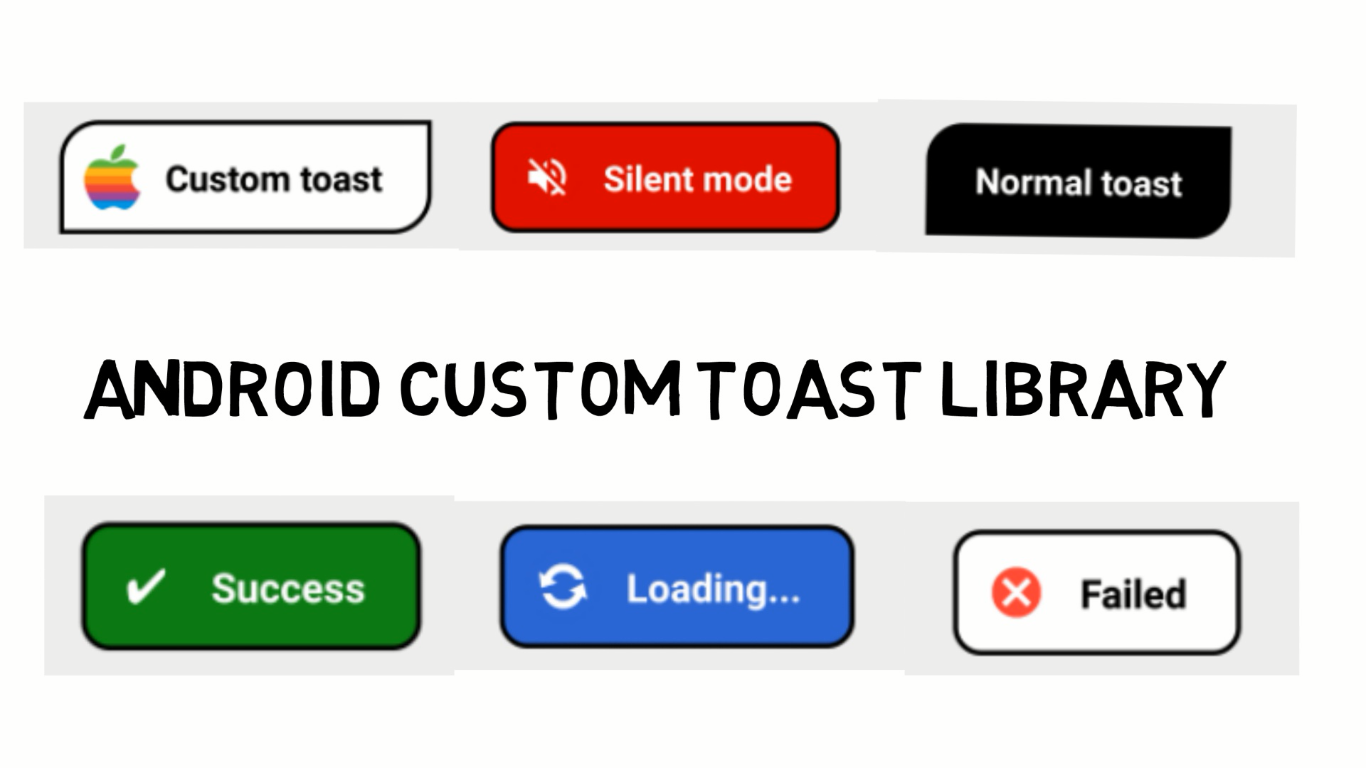 Custom toast
Silent mode
Normal toast
ANDROID CUSTOM TOAST LIBRARY
Success
Loading...
Failed